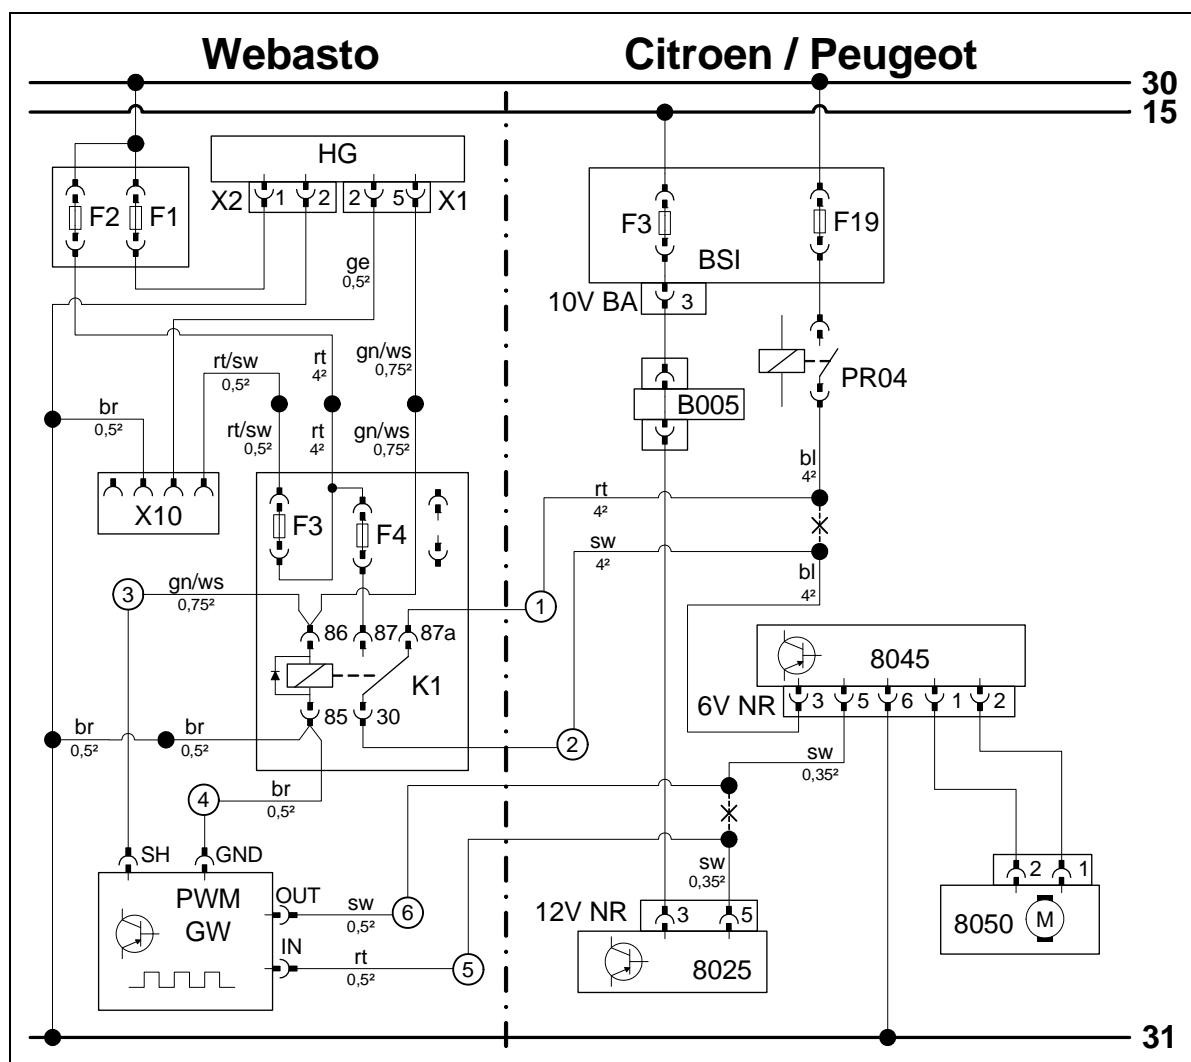 Webasto Citroen / Peugeot
30
15
HG
X2 1 2 2 5 X1
F2 F1
F3 F19
BSI
ge
0,5²
10V BA 3
rt/sw
0,5²
rt
4²
gn/ws
0,75²
PR04
B005
br
0,5²
rt/sw
0,5²
rt
4²
gn/ws
0,75²
bl
4²
X10
F3 F4
rt
4²
sw
4²
bl
4²
3
gn/ws
0,75²
1
86 87 87a
K1
8045
6V NR 3 5 6 1 2
85 30
br
0,5²
br
0,5²
2
sw
0,35²
4
br
0,5²
SH GND
sw
0,35²
2 1
PWM
GW
OUT
sw
0,5²
6
12V NR 3 5
8050 M
IN
rt
0,5²
5
8025
31